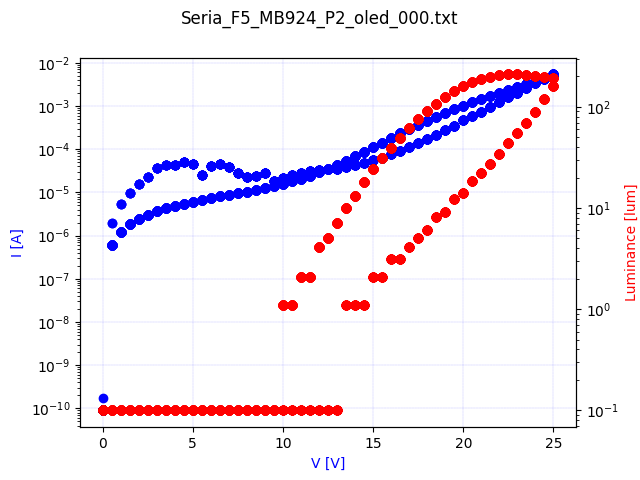 Seria_F5_MB924_P2_oled_000.txt
10⁻²
10⁻³
10⁻⁴
10⁻⁵
10⁻⁶
10⁻⁷
10⁻⁸
10⁻⁹
10⁻¹⁰
I [A]
10²
10¹
10⁰
10⁻¹
Luminance [lum]
0 5 10 15 20 25
V [V]